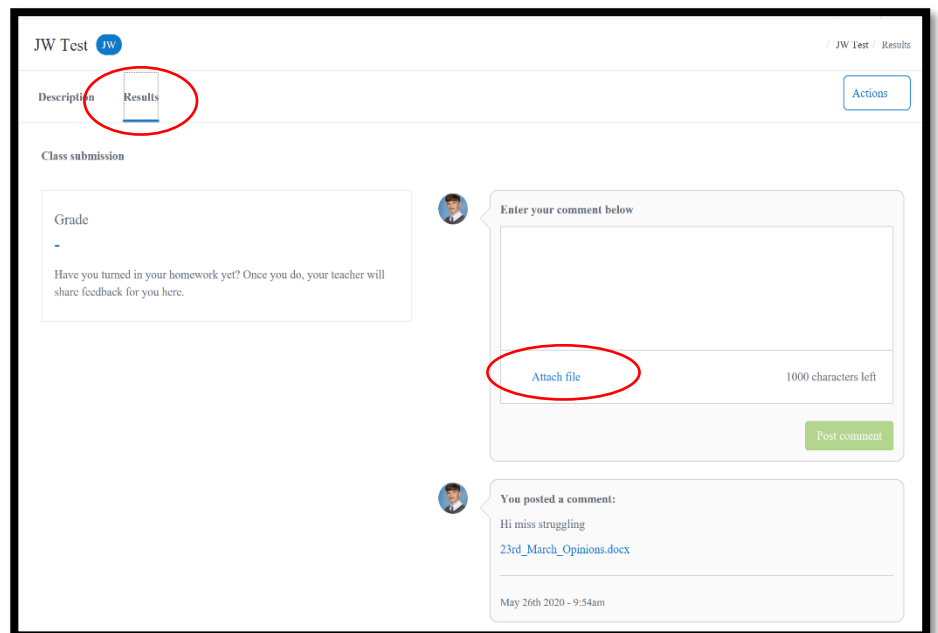 JW Test JW
/ JW Test / Results
Description Results
Actions
Class submission
Grade
-
Have you turned in your homework yet? Once you do, your teacher will
share feedback for you here.
Enter your comment below
Attach file
1000 characters left
Post comment
You posted a comment:
Hi miss struggling
23rd_March_Opinions.docx
May 26th 2020 - 9:54am